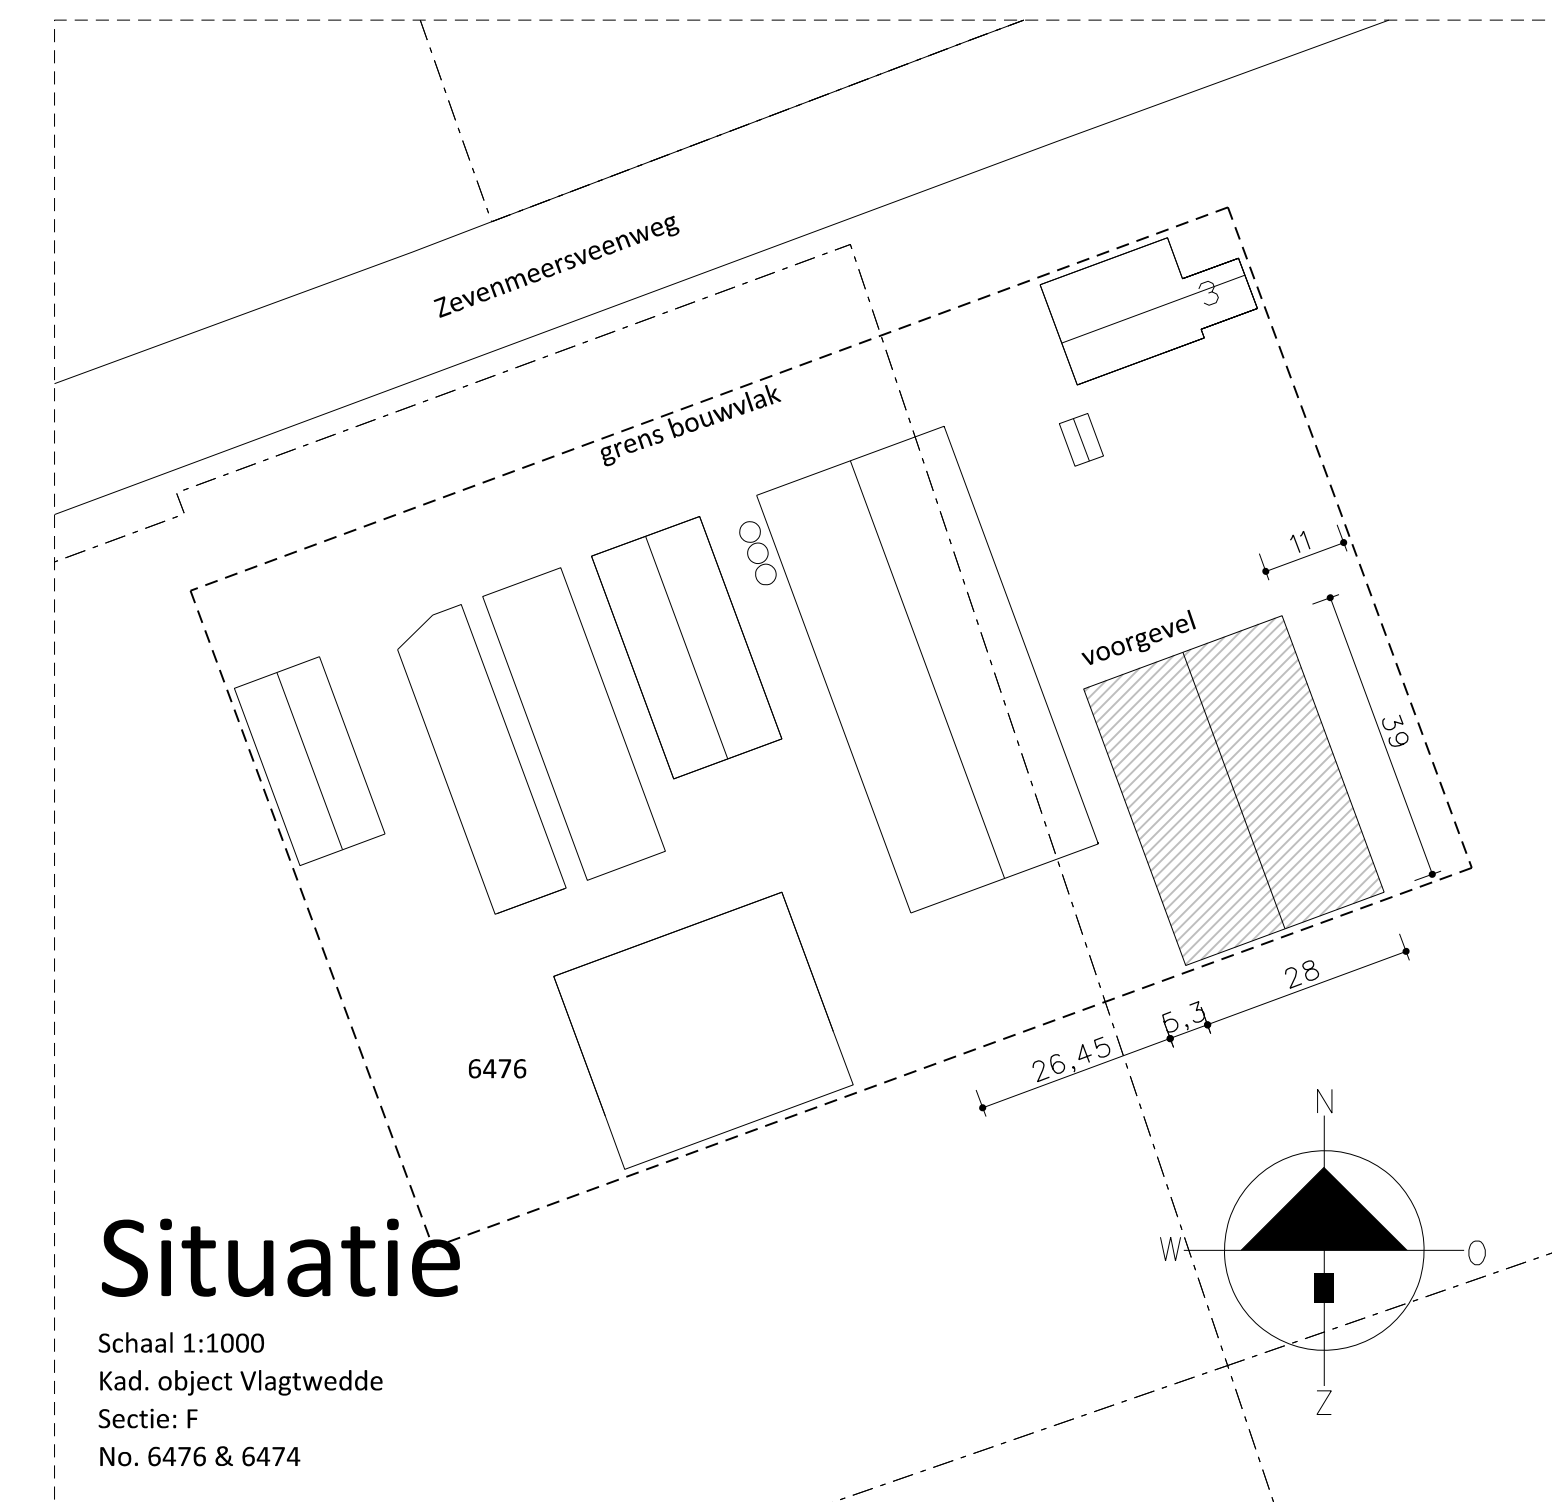 Zevenmeersveenweg
3
grens bouwvlak
11
voorgevel
39
28
5,3
26,45
6476
N
W
O
Z
Situatie
Schaal 1:1000
Kad. object Vlagtwedde
Sectie: F
No. 6476 & 6474